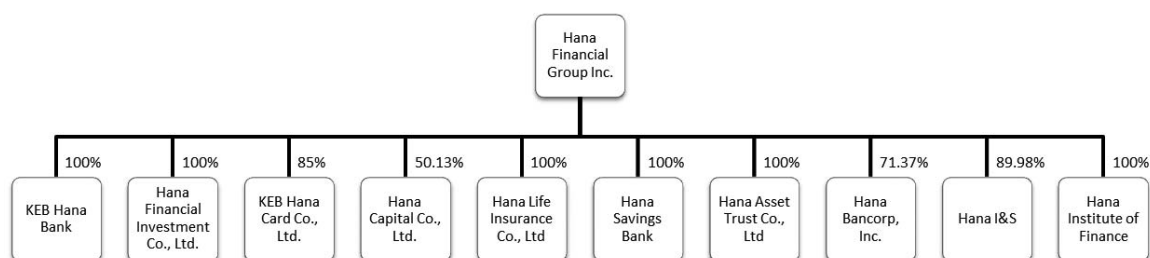 Hana
Financial
Group Inc.
100%
100%
85%
50.13%
100%
100%
100%
71.37%
89.98%
100%
KEB Hana
Bank
Hana
Financial
Investment
Co., Ltd.
KEB Hana
Card Co.,
Ltd.
Hana
Capital Co.,
Ltd.
Hana Life
Insurance
Co., Ltd
Hana
Savings
Bank
Hana Asset
Trust Co.,
Ltd
Hana
Bancorp,
Inc.
Hana I&S
Hana
Institute of
Finance